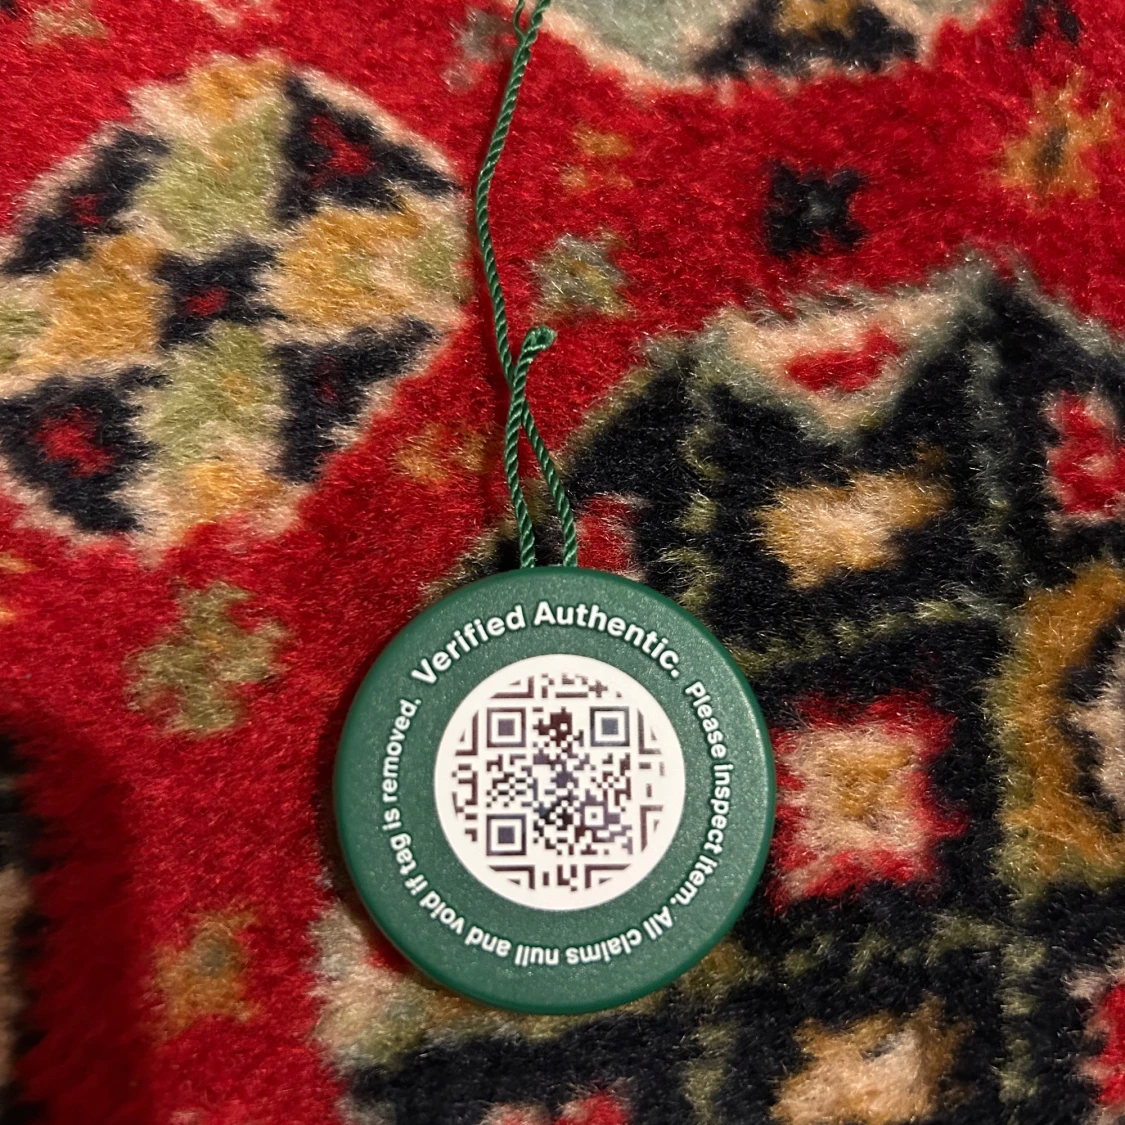 Verified Authentic.
Please inspect item. All claims null and void if tag is removed.